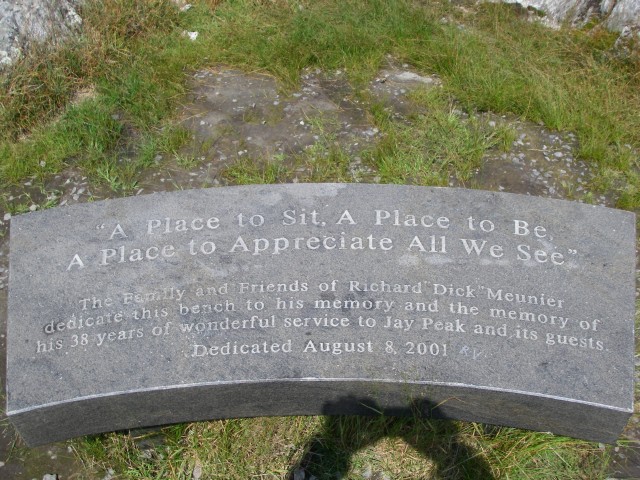 "A Place to Sit, A Place to Be,
A Place to Appreciate All We See"
The Family and Friends of Richard "Dick" Meunier
dedicate this bench to his memory and the memory of
his 38 years of wonderful service to Jay Peak and its guests.
Dedicated August 8, 2001